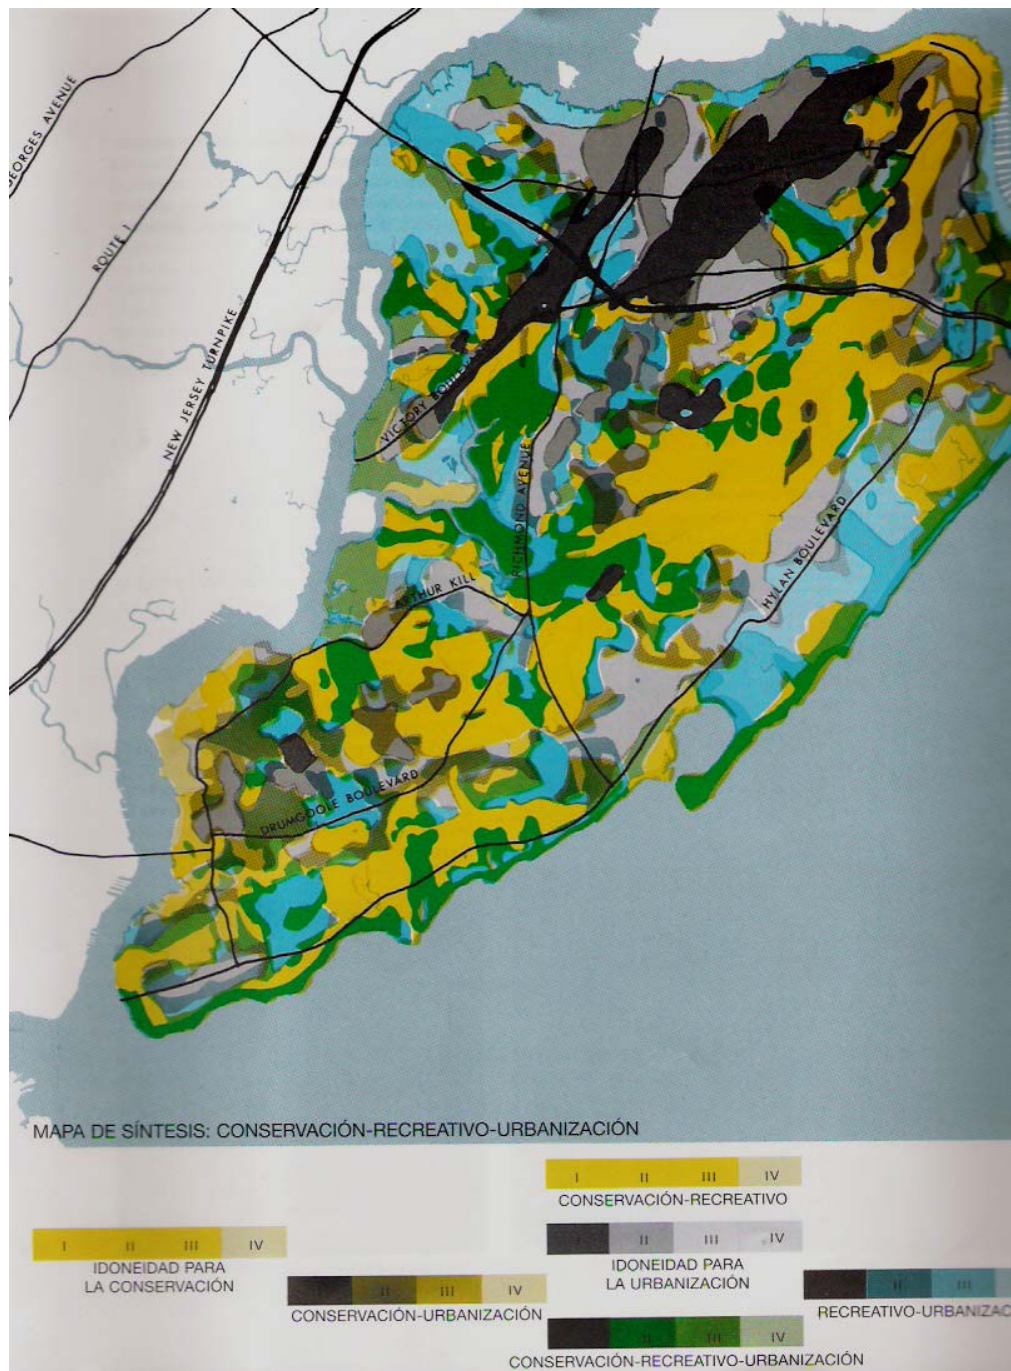 GEORGES AVENUE
ROUTE 1
NEW JERSEY TURNPIKE
VICTORY BOULEVARD
RICHMOND AVENUE
HYLAN BOULEVARD
ARTHUR KILL
DRUMGOOLE BOULEVARD
MAPA DE SÍNTESIS: CONSERVACIÓN-RECREATIVO-URBANIZACIÓN
I II III IV
CONSERVACIÓN-RECREATIVO
I II III IV
IDONEIDAD PARA
LA CONSERVACIÓN
II III IV
IDONEIDAD PARA
LA URBANIZACIÓN
II III IV
CONSERVACIÓN-URBANIZACIÓN
II III
RECREATIVO-URBANIZAC
II III IV
CONSERVACIÓN-RECREATIVO-URBANIZACIÓN